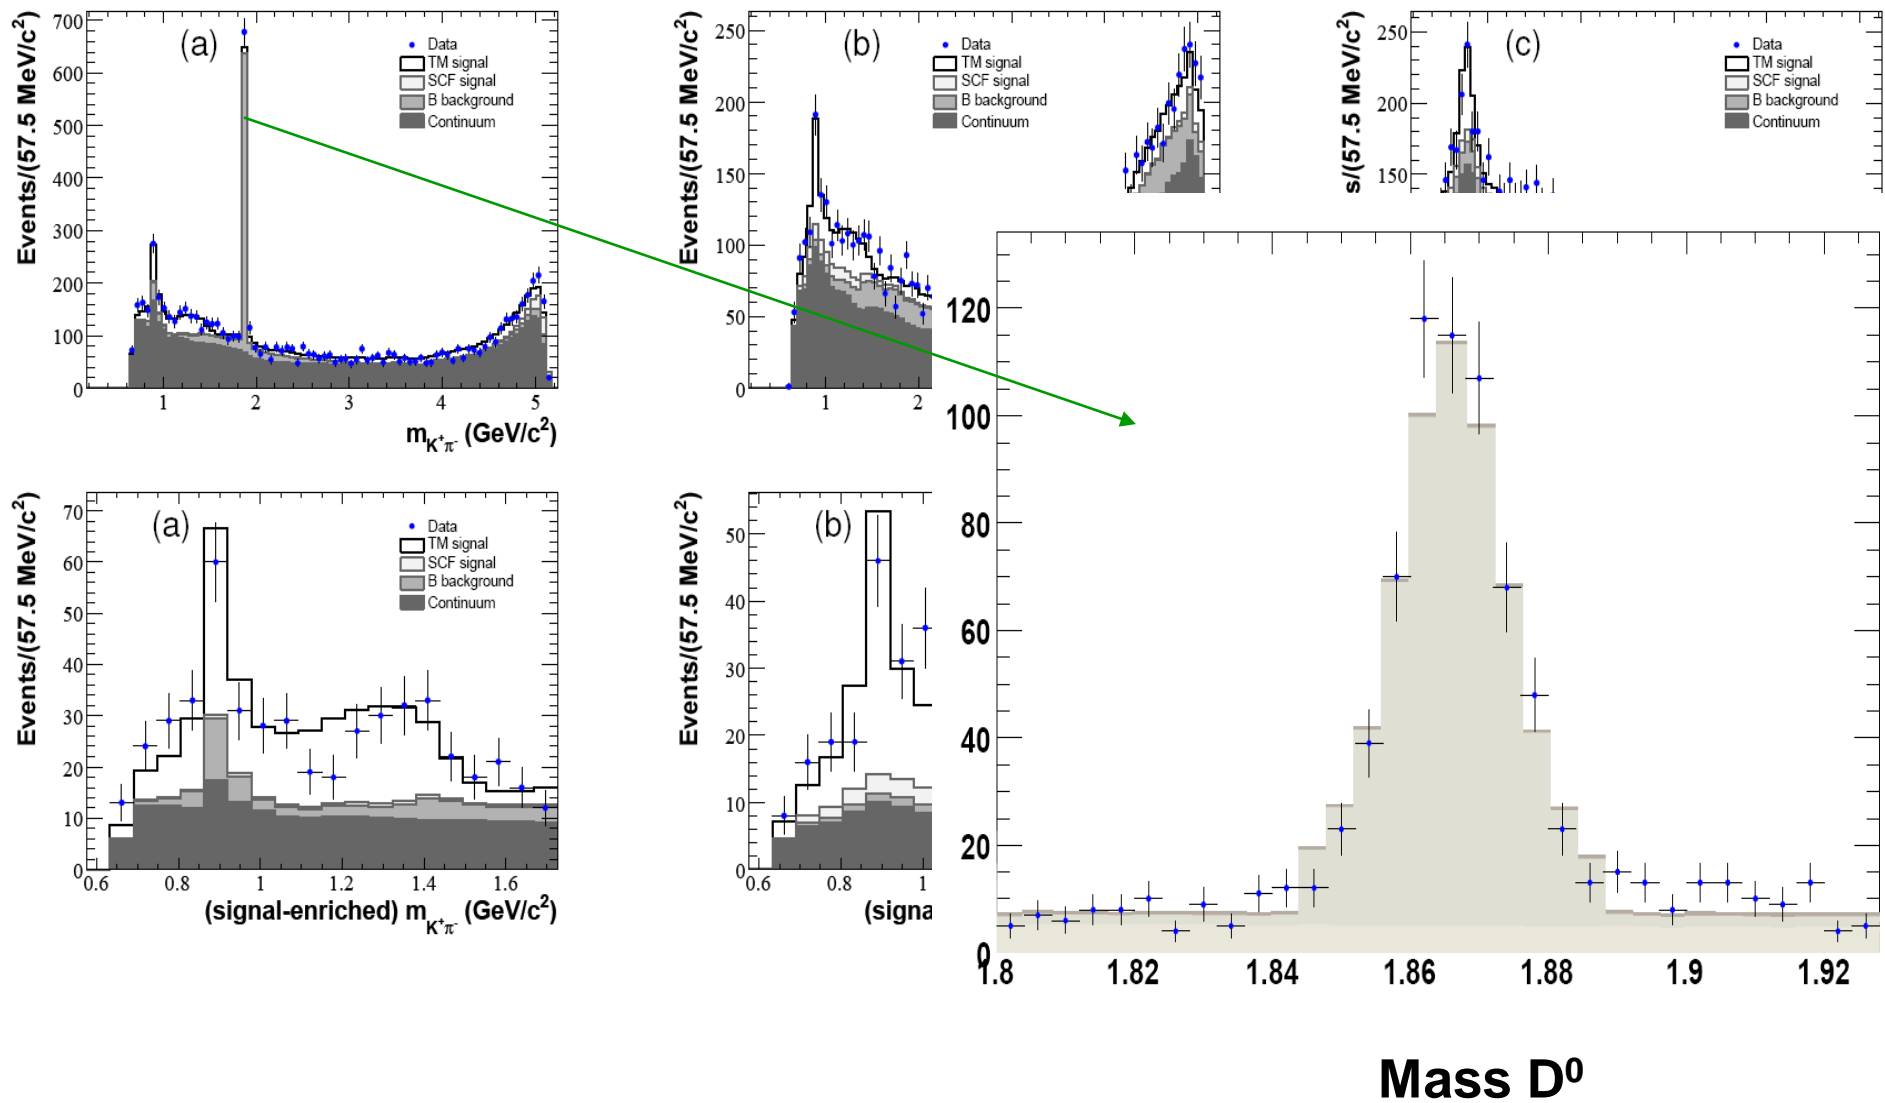 (a)
Data
TM signal
SCF signal
B background
Continuum
Events/(57.5 MeV/c²)
700
600
500
400
300
200
100
0
1 2 3 4 5
m_K⁺π⁻ (GeV/c²)
(b)
Data
TM signal
SCF signal
B background
Continuum
Events/(57.5 MeV/c²)
250
200
150
100
50
0
1 2
(c)
Data
TM signal
SCF signal
B background
Continuum
s/(57.5 MeV/c²)
250
200
150
(a)
Data
TM signal
SCF signal
B background
Continuum
Events/(57.5 MeV/c²)
70
60
50
40
30
20
10
0
0.6 0.8 1 1.2 1.4 1.6
(signal-enriched) m_K⁺π⁻ (GeV/c²)
(b)
Events/(57.5 MeV/c²)
50
40
30
20
10
0
0.6 0.8 1
(signa
120
100
80
60
40
20
0
1.8 1.82 1.84 1.86 1.88 1.9 1.92
Mass D⁰